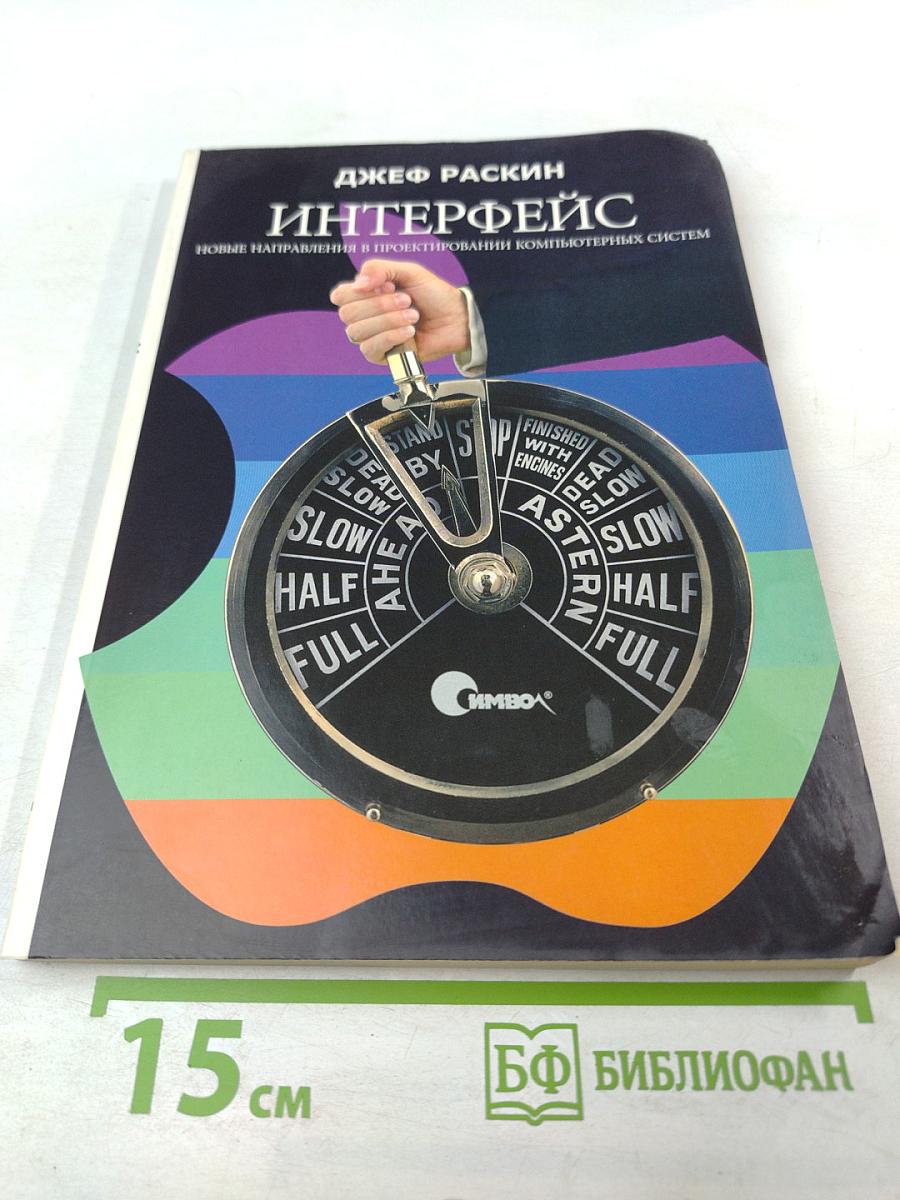 ДЖЕФ РАСКИН
ИНТЕРФЕЙС
НОВЫЕ НАПРАВЛЕНИЯ В ПРОЕКТИРОВАНИИ КОМПЬЮТЕРНЫХ СИСТЕМ
FULL
HALF
SLOW
DEAD
SLOW
STAND
BY
STOP
FINISHED
WITH
ENGINES
DEAD
SLOW
SLOW
HALF
FULL
AHEAD
ASTERN
СИМВОЛ®
15 см
БФ БИБЛИОФАН